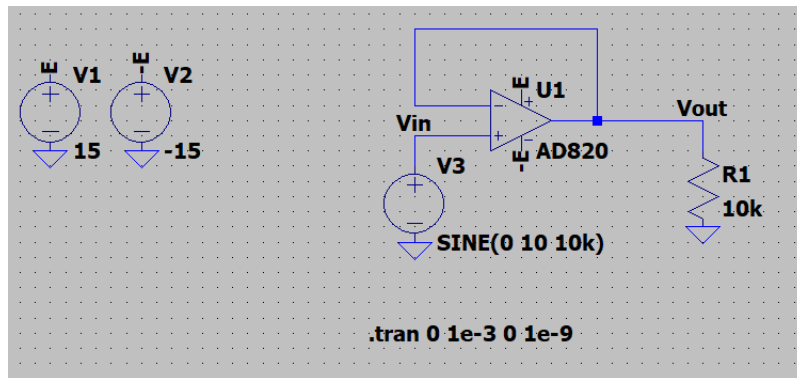 E
V1
15
-E
V2
-15
E
U1
AD820
-E
Vin
Vout
V3
SINE(0 10 10k)
R1
10k
.tran 0 1e-3 0 1e-9